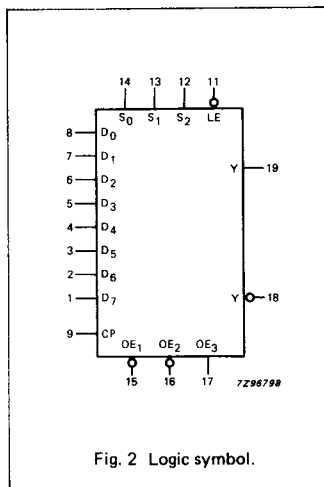 14 13 12 11
S0 S1 S2 LE
8 D0
7 D1
6 D2
Y 19
5 D3
4 D4
3 D5
2 D6
1 D7
Y 18
9 CP
OE1 OE2 OE3
15 16 17
7Z96798
Fig. 2 Logic symbol.